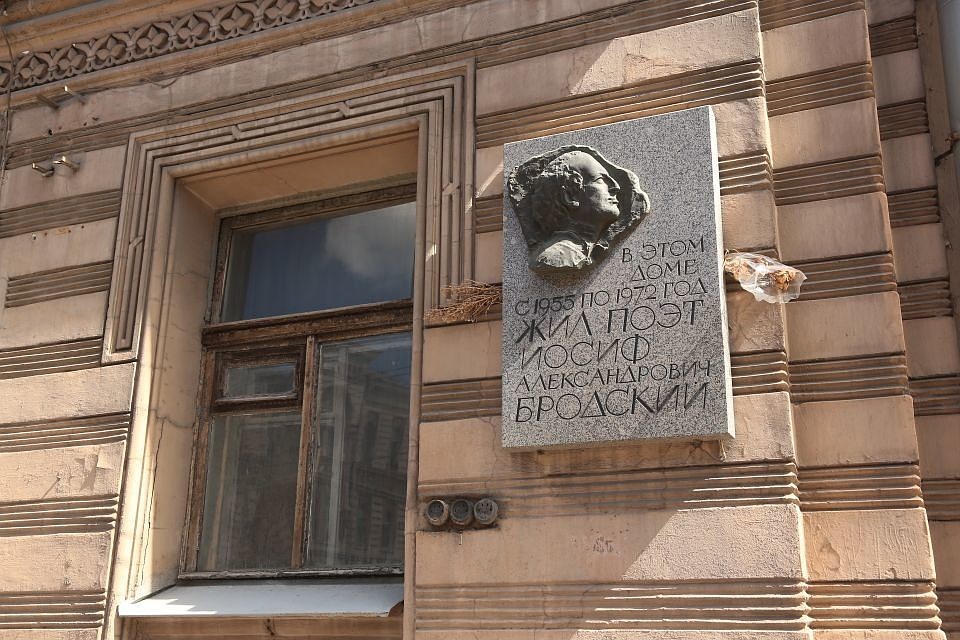 В ЭТОМ
ДОМЕ
С 1955 ПО 1972 ГОД
ЖИЛ ПОЭТ
ИОСИФ
АЛЕКСАНДРОВИЧ
БРОДСКИЙ